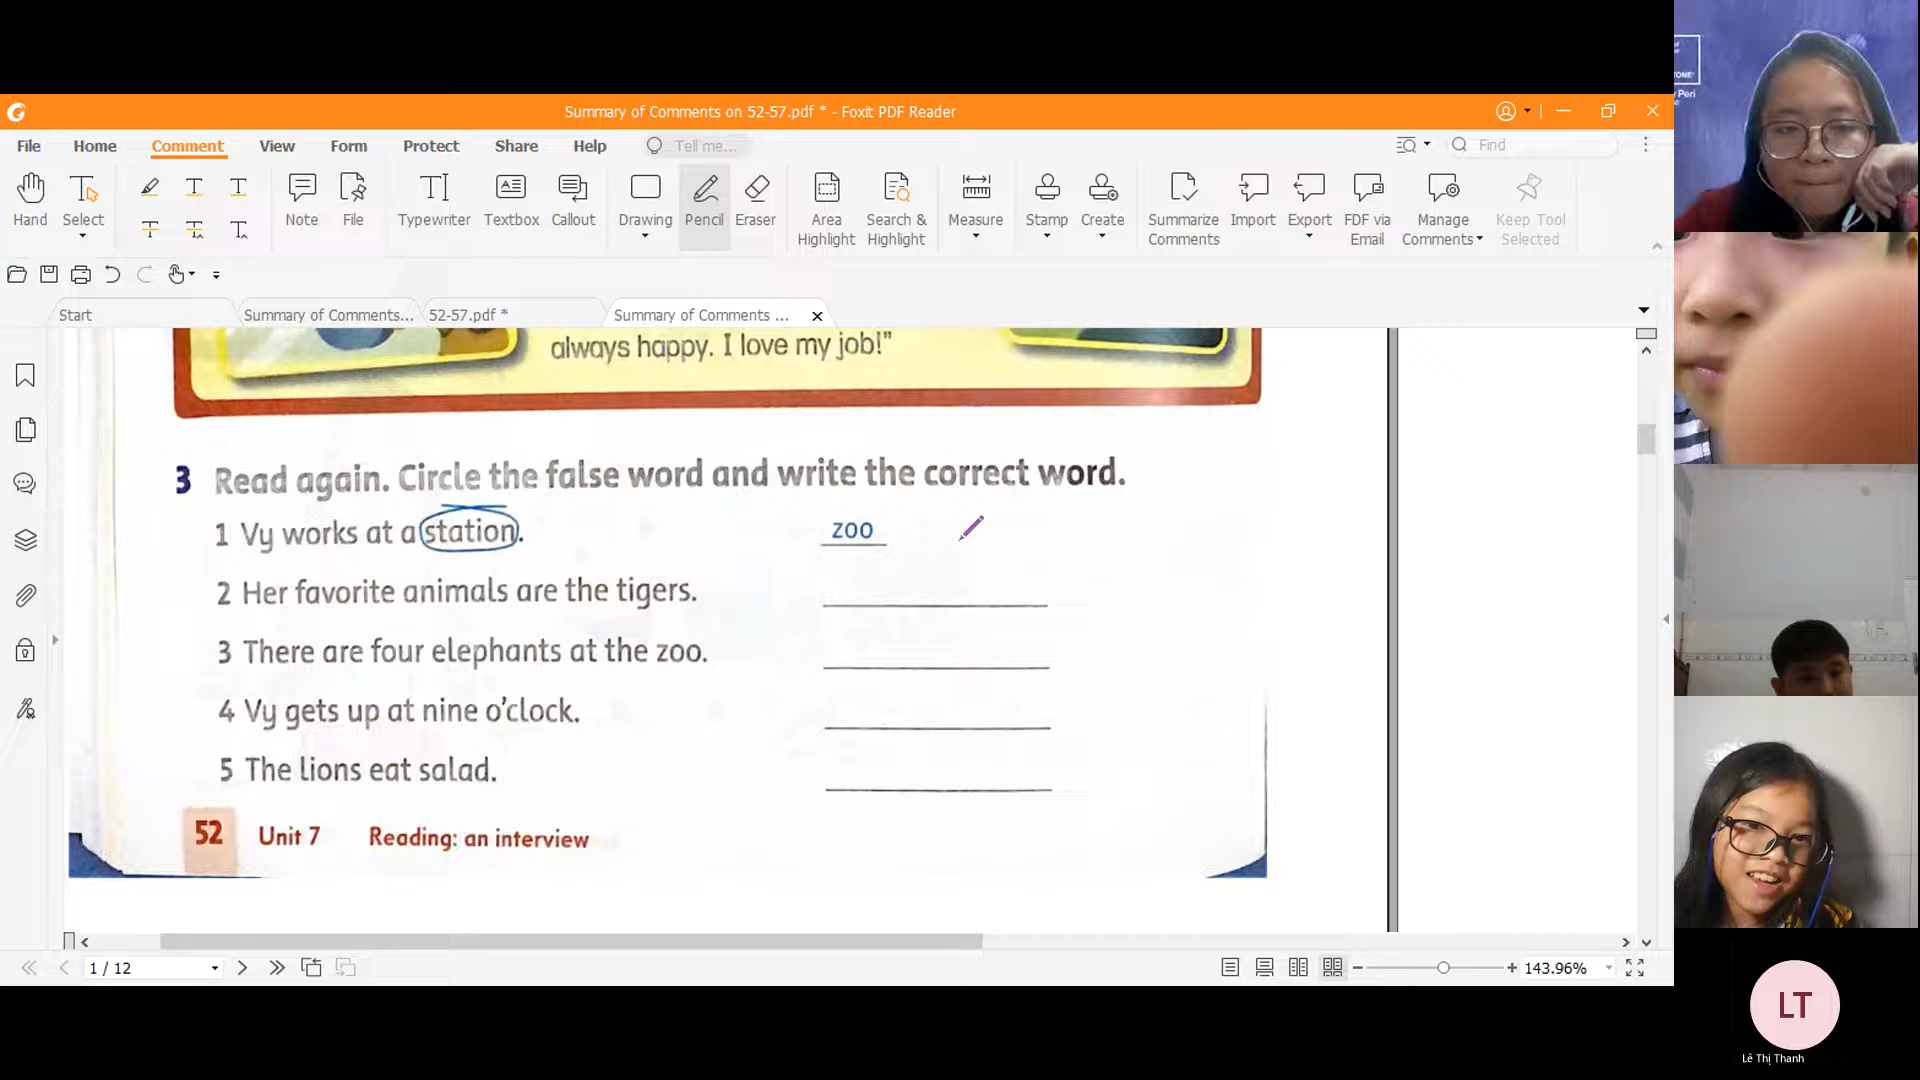 ONE
Peri
Summary of Comments on 52-57.pdf * - Foxit PDF Reader
File Home Comment View Form Protect Share Help Tell me... Find
Hand Select Note File Typewriter Textbox Callout Drawing Pencil Eraser Area Highlight Search & Highlight Measure Stamp Create Summarize Comments Import Export FDF via Email Manage Comments Keep Tool Selected
Start Summary of Comments... 52-57.pdf * Summary of Comments ...
always happy. I love my job!"
3 Read again. Circle the false word and write the correct word.
1 Vy works at a station. zoo
2 Her favorite animals are the tigers.
3 There are four elephants at the zoo.
4 Vy gets up at nine o'clock.
5 The lions eat salad.
52 Unit 7 Reading: an interview
1 / 12 143.96%
LT
Lê Thị Thanh